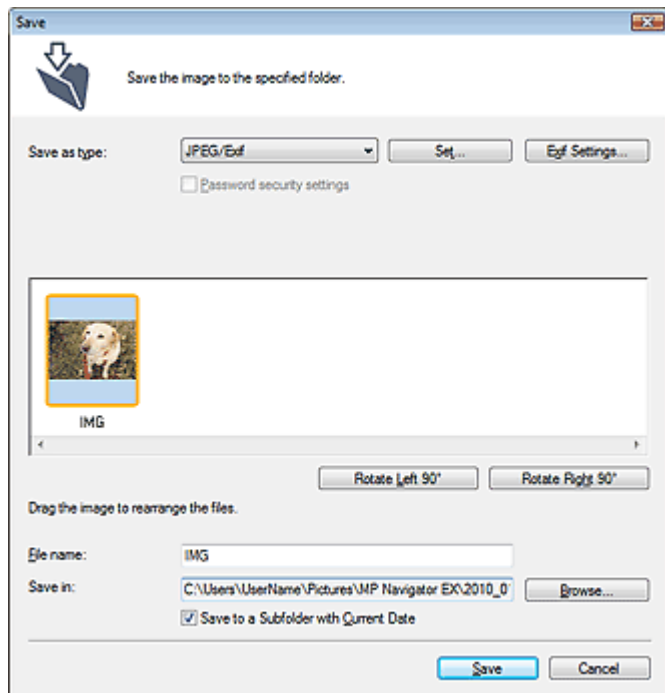 Save
Save the image to the specified folder.
Save as type: JPEG/Exif Set... Exif Settings...
Password security settings
IMG
Rotate Left 90° Rotate Right 90°
Drag the image to rearrange the files.
File name: IMG
Save in: C:\Users\UserName\Pictures\MP Navigator EX\2010_0 Browse...
Save to a Subfolder with Current Date
Save Cancel